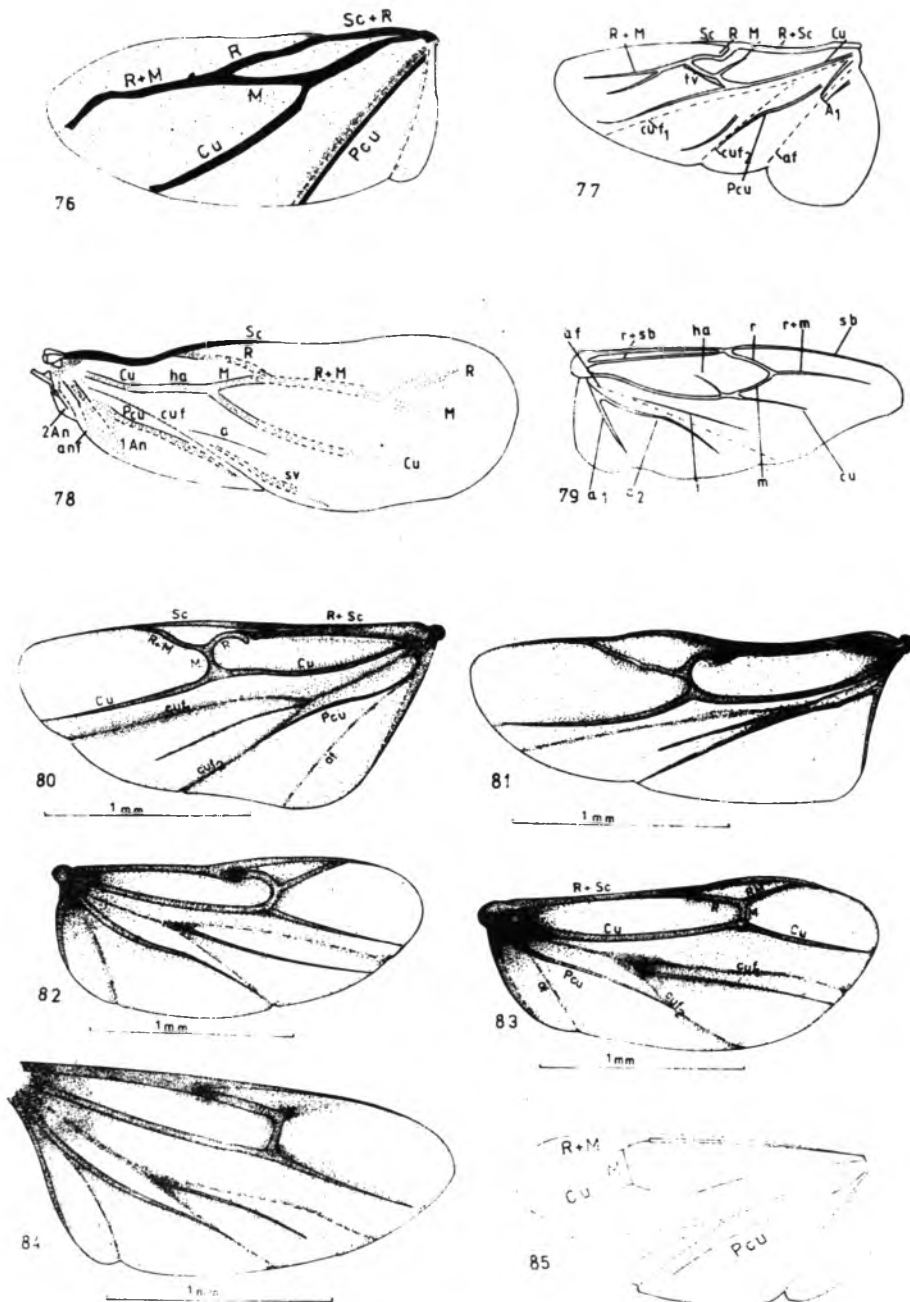 Sc + R
R
R + M
M
Cu
Pcu
76
R + M Sc R M R + Sc Cu
tv
A1
cuf1
cuf2 af
Pcu
77
Sc
R
Cu ha M R + M R
Pcu cuf M
2An a
anf 1An Cu
sv
78
af r + sb ha r r + m sb
79 a1 m cu
Sc R + Sc
R + M R
M Cu
Cu Pcu
cuf2 af
80
1 mm
81
1 mm
82
1 mm
R + Sc
R M
Cu Cu
cuf1
Pcu cuf2
83
1 mm
84
1 mm
R + M
M
Cu
Pcu
85